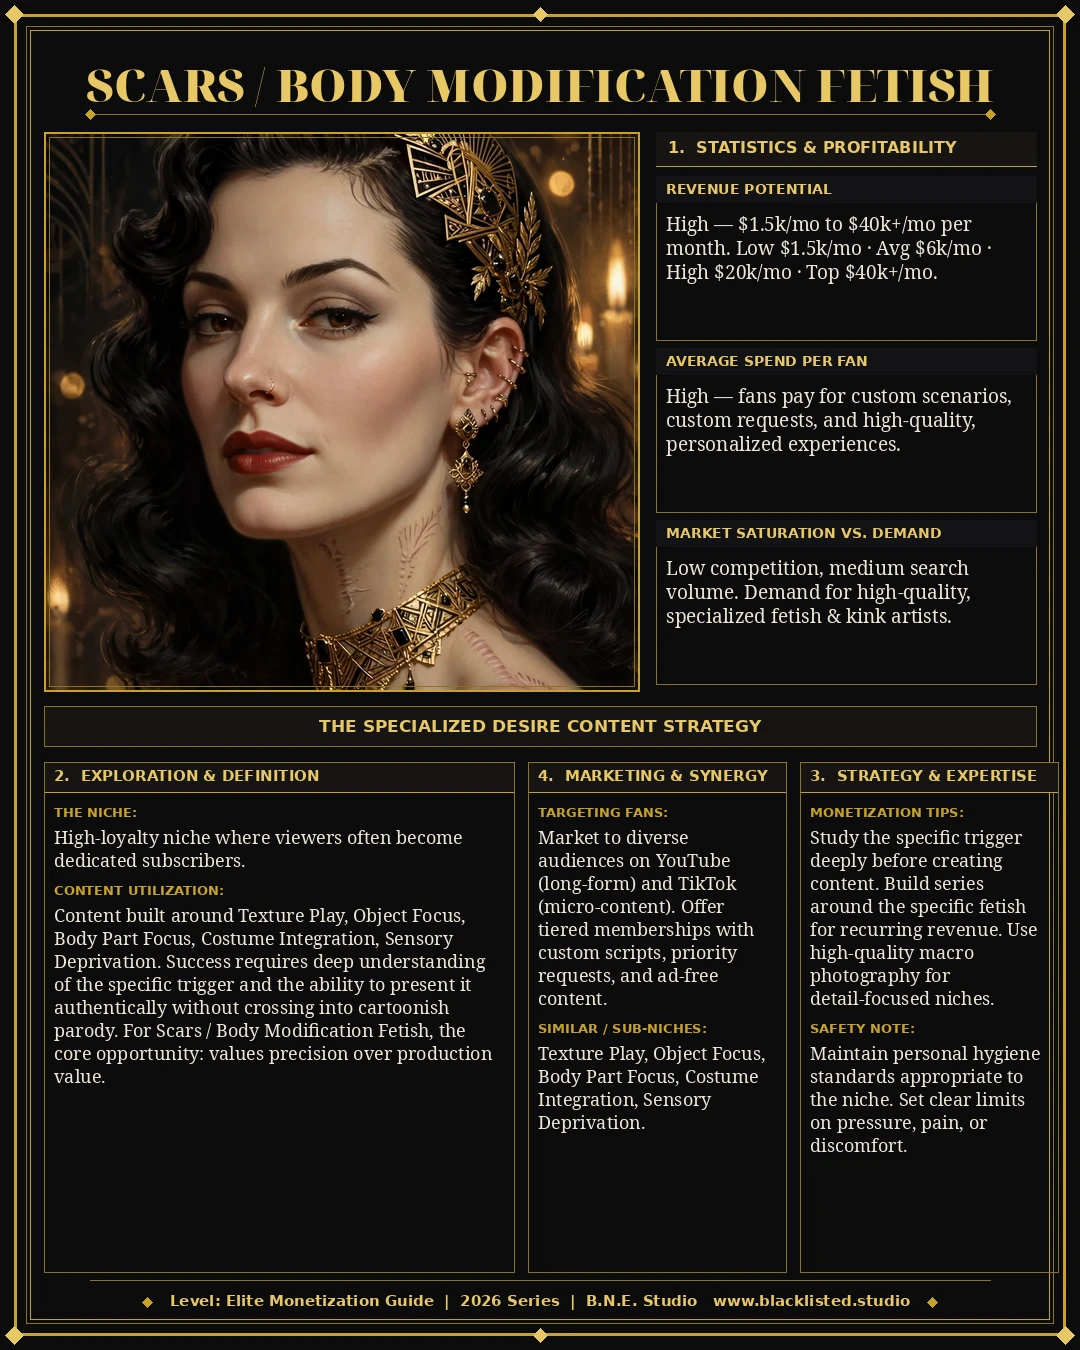 SCARS / BODY MODIFICATION FETISH
1. STATISTICS & PROFITABILITY
REVENUE POTENTIAL
High — $1.5k/mo to $40k+/mo per
month. Low $1.5k/mo · Avg $6k/mo ·
High $20k/mo · Top $40k+/mo.
AVERAGE SPEND PER FAN
High — fans pay for custom scenarios,
custom requests, and high-quality,
personalized experiences.
MARKET SATURATION VS. DEMAND
Low competition, medium search
volume. Demand for high-quality,
specialized fetish & kink artists.
THE SPECIALIZED DESIRE CONTENT STRATEGY
2. EXPLORATION & DEFINITION
THE NICHE:
High-loyalty niche where viewers often become
dedicated subscribers.
CONTENT UTILIZATION:
Content built around Texture Play, Object Focus,
Body Part Focus, Costume Integration, Sensory
Deprivation. Success requires deep understanding
of the specific trigger and the ability to present it
authentically without crossing into cartoonish
parody. For Scars / Body Modification Fetish, the
core opportunity: values precision over production
value.
4. MARKETING & SYNERGY
TARGETING FANS:
Market to diverse
audiences on YouTube
(long-form) and TikTok
(micro-content). Offer
tiered memberships with
custom scripts, priority
requests, and ad-free
content.
SIMILAR / SUB-NICHES:
Texture Play, Object Focus,
Body Part Focus, Costume
Integration, Sensory
Deprivation.
3. STRATEGY & EXPERTISE
MONETIZATION TIPS:
Study the specific trigger
deeply before creating
content. Build series
around the specific fetish
for recurring revenue. Use
high-quality macro
photography for
detail-focused niches.
SAFETY NOTE:
Maintain personal hygiene
standards appropriate to
the niche. Set clear limits
on pressure, pain, or
discomfort.
Level: Elite Monetization Guide | 2026 Series | B.N.E. Studio www.blacklisted.studio